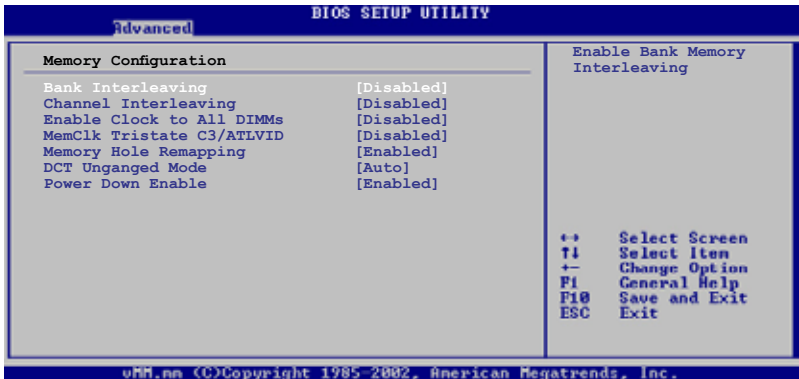 BIOS SETUP UTILITY
Advanced
Memory Configuration
Bank Interleaving [Disabled]
Channel Interleaving [Disabled]
Enable Clock to All DIMMs [Disabled]
MemClk Tristate C3/ATLVID [Disabled]
Memory Hole Remapping [Enabled]
DCT Unganged Mode [Auto]
Power Down Enable [Enabled]
Enable Bank Memory
Interleaving
↔ Select Screen
↑↓ Select Item
+- Change Option
F1 General Help
F10 Save and Exit
ESC Exit
vMM.mm (C)Copyright 1985-2002, American Megatrends, Inc.